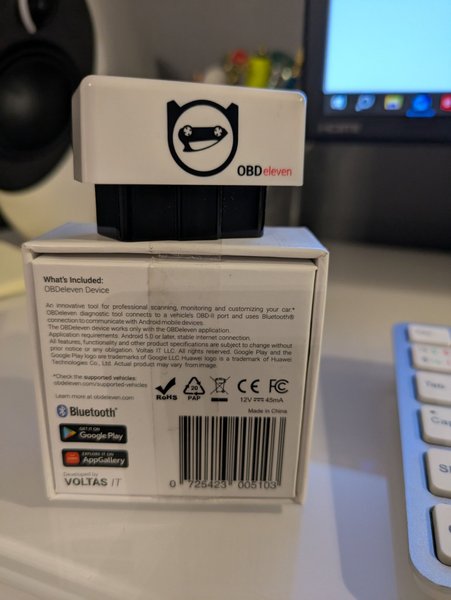 OBDeleven
HDMI
What's Included:
OBDeleven Device
An innovative tool for professional scanning, monitoring and customizing your car.*
OBDeleven diagnostic tool connects to a vehicle's OBD-II port and uses Bluetooth®
connection to communicate with Android mobile devices.
The OBDeleven device works only with the OBDeleven application.
Application requirements: Android 5.0 or later, stable internet connection.
All features, functionality and other product specifications are subject to change without
prior notice or any obligation. Voltas IT LLC. All rights reserved. Google Play and the
Google Play logo are trademarks of Google LLC. Huawei logo is a trademark of Huawei
Technologies Co., Ltd. Actual product may vary from image.
*Check the supported vehicles:
obdeleven.com/supported-vehicles
Learn more at obdeleven.com
RoHS
20
PAP
CE FC
12V 45mA
Made in China
Bluetooth®
GET IT ON
Google Play
EXPLORE IT ON
AppGallery
Developed by
VOLTAS IT
0 725423 005103
Esc
Tab
Cap